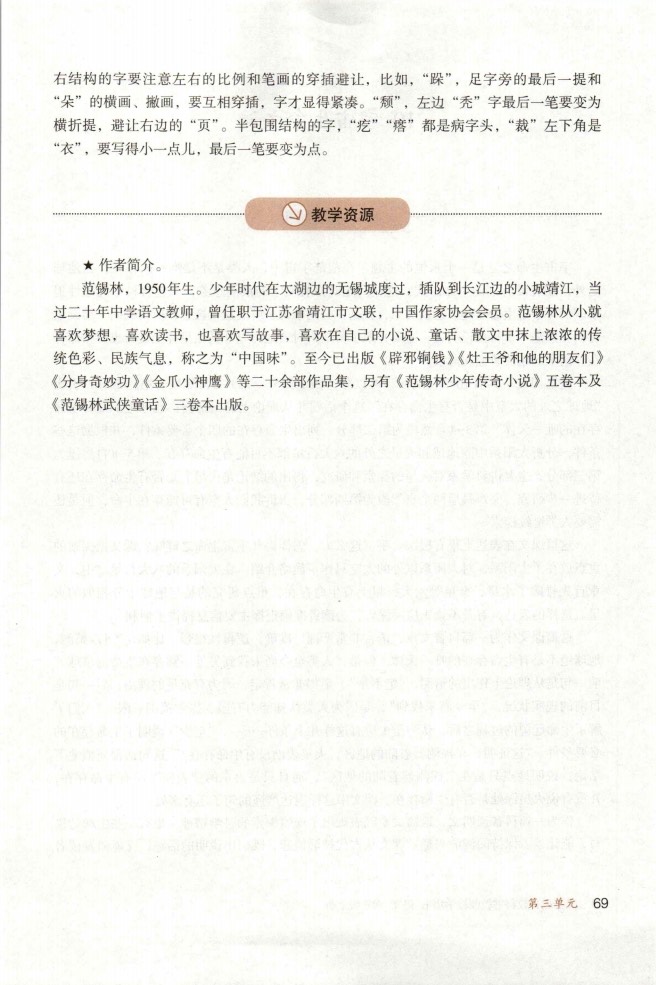 右结构的字要注意左右的比例和笔画的穿插避让，比如，“跺”，足字旁的最后一提和
“朵”的横画、撇画，要互相穿插，字才显得紧凑。“颓”，左边“秃”字最后一笔要变为
横折提，避让右边的“页”。半包围结构的字，“疙”“瘩”都是病字头，“裁”左下角是
“衣”，要写得小一点儿，最后一笔要变为点。
教学资源
★ 作者简介。
范锡林，1950年生。少年时代在太湖边的无锡城度过，插队到长江边的小城靖江，当
过二十年中学语文教师，曾任职于江苏省靖江市文联，中国作家协会会员。范锡林从小就
喜欢梦想，喜欢读书，也喜欢写故事，喜欢在自己的小说、童话、散文中抹上浓浓的传
统色彩、民族气息，称之为“中国味”。至今已出版《辟邪铜钱》《灶王爷和他的朋友们》
《分身奇妙功》《金爪小神鹰》等二十余部作品集，另有《范锡林少年传奇小说》五卷本及
《范锡林武侠童话》三卷本出版。
第三单元 69